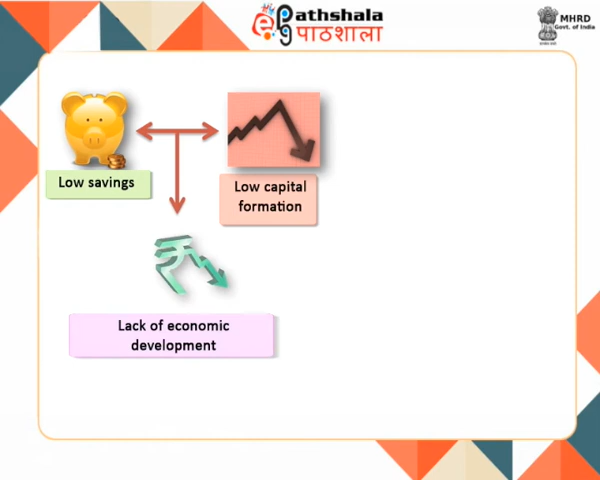 ePathshala
पाठशाला
MHRD
Govt. of India
Low savings
Low capital
formation
Lack of economic
development